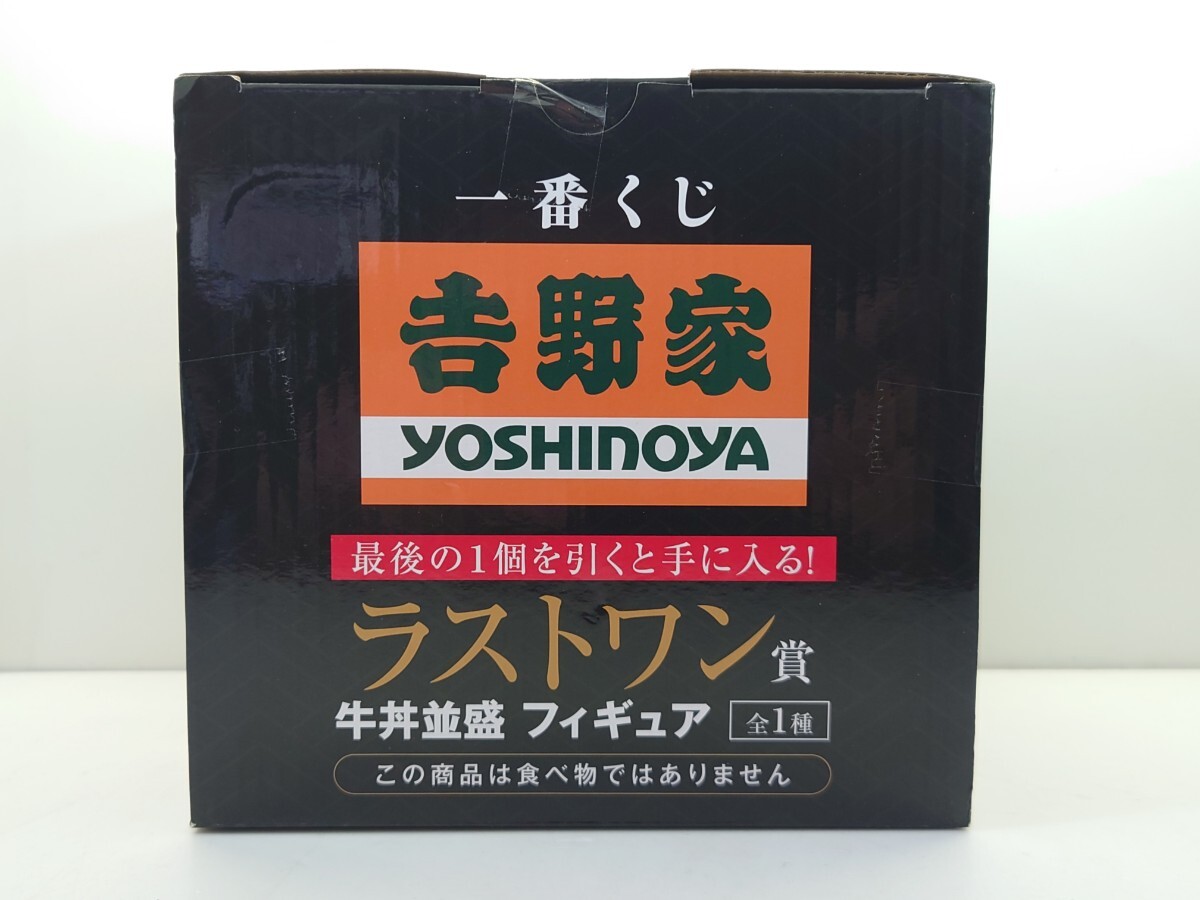 一番くじ
𠮷野家
YOSHINOYA
最後の1個を引くと手に入る!
ラストワン賞
牛丼並盛 フィギュア 全1種
この商品は食べ物ではありません